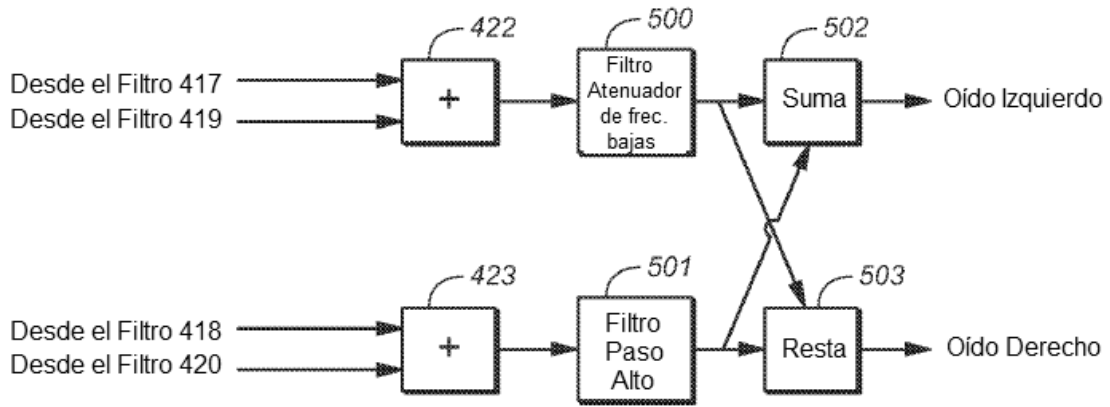 422
500
502
Desde el Filtro 417
Desde el Filtro 419
+
Filtro
Atenuador
de frec.
bajas
Suma
Oído Izquierdo
423
501
503
Desde el Filtro 418
Desde el Filtro 420
+
Filtro
Paso
Alto
Resta
Oído Derecho